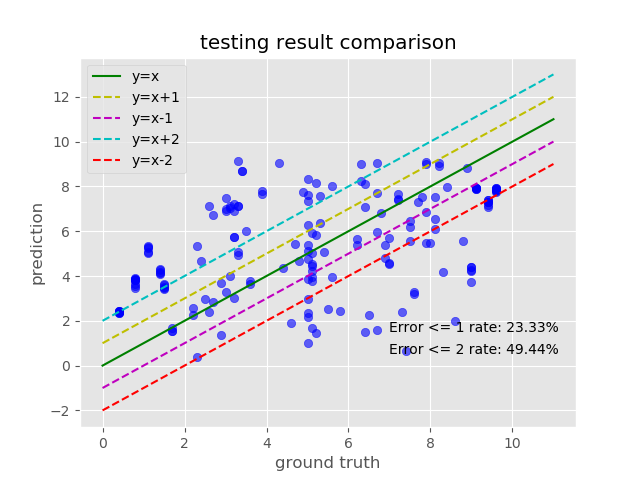 testing result comparison
y=x
y=x+1
y=x-1
y=x+2
y=x-2
12
10
8
6
4
2
0
−2
prediction
Error <= 1 rate: 23.33%
Error <= 2 rate: 49.44%
0 2 4 6 8 10
ground truth